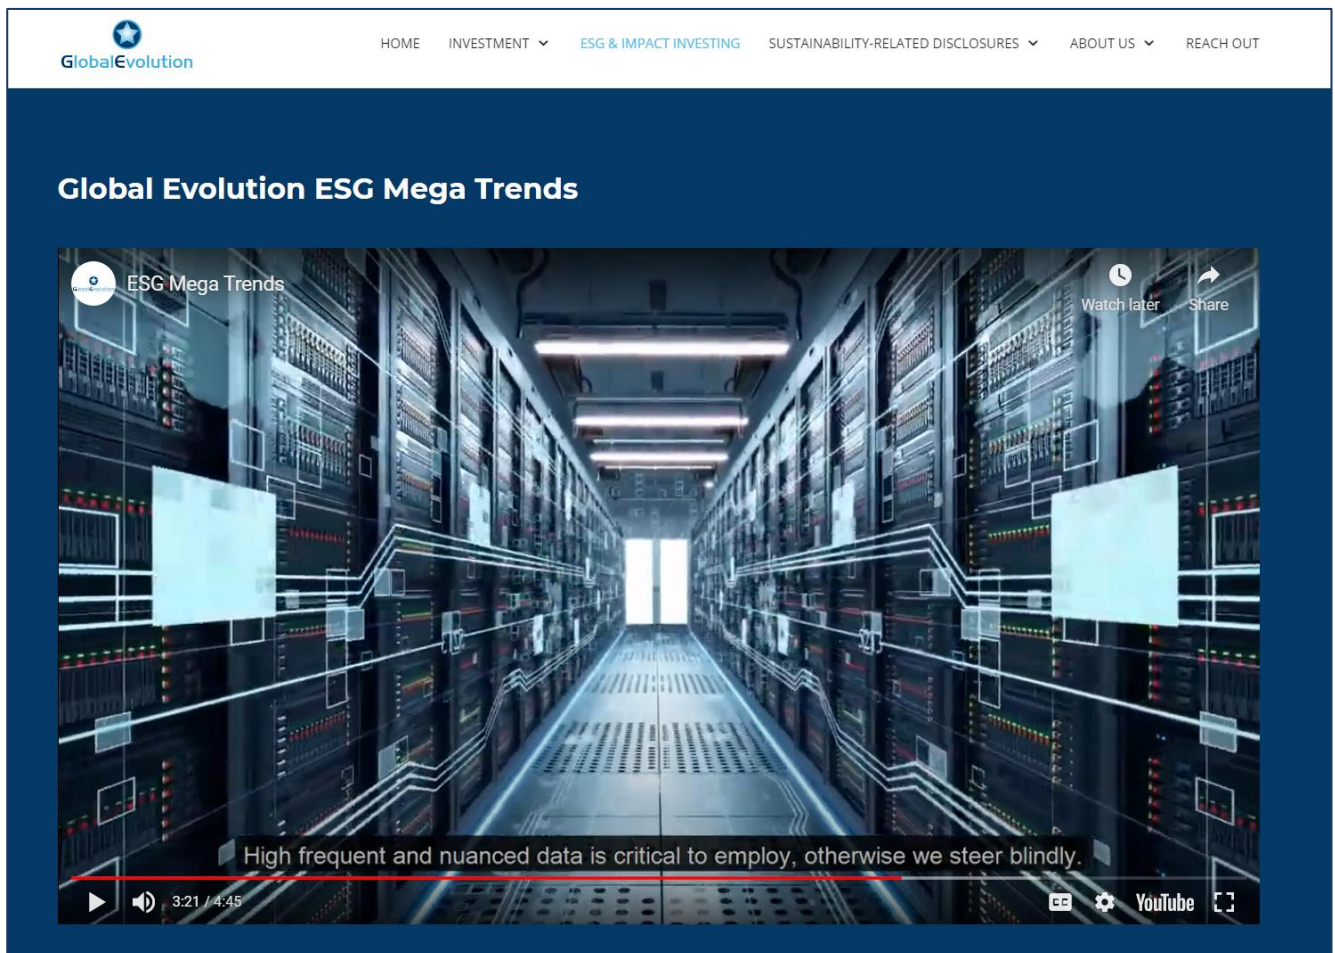 GlobalEvolution
HOME INVESTMENT ESG & IMPACT INVESTING SUSTAINABILITY-RELATED DISCLOSURES ABOUT US REACH OUT
Global Evolution ESG Mega Trends
GlobalEvolution
ESG Mega Trends
Watch later Share
High frequent and nuanced data is critical to employ, otherwise we steer blindly.
3:21 / 4:45
CC YouTube